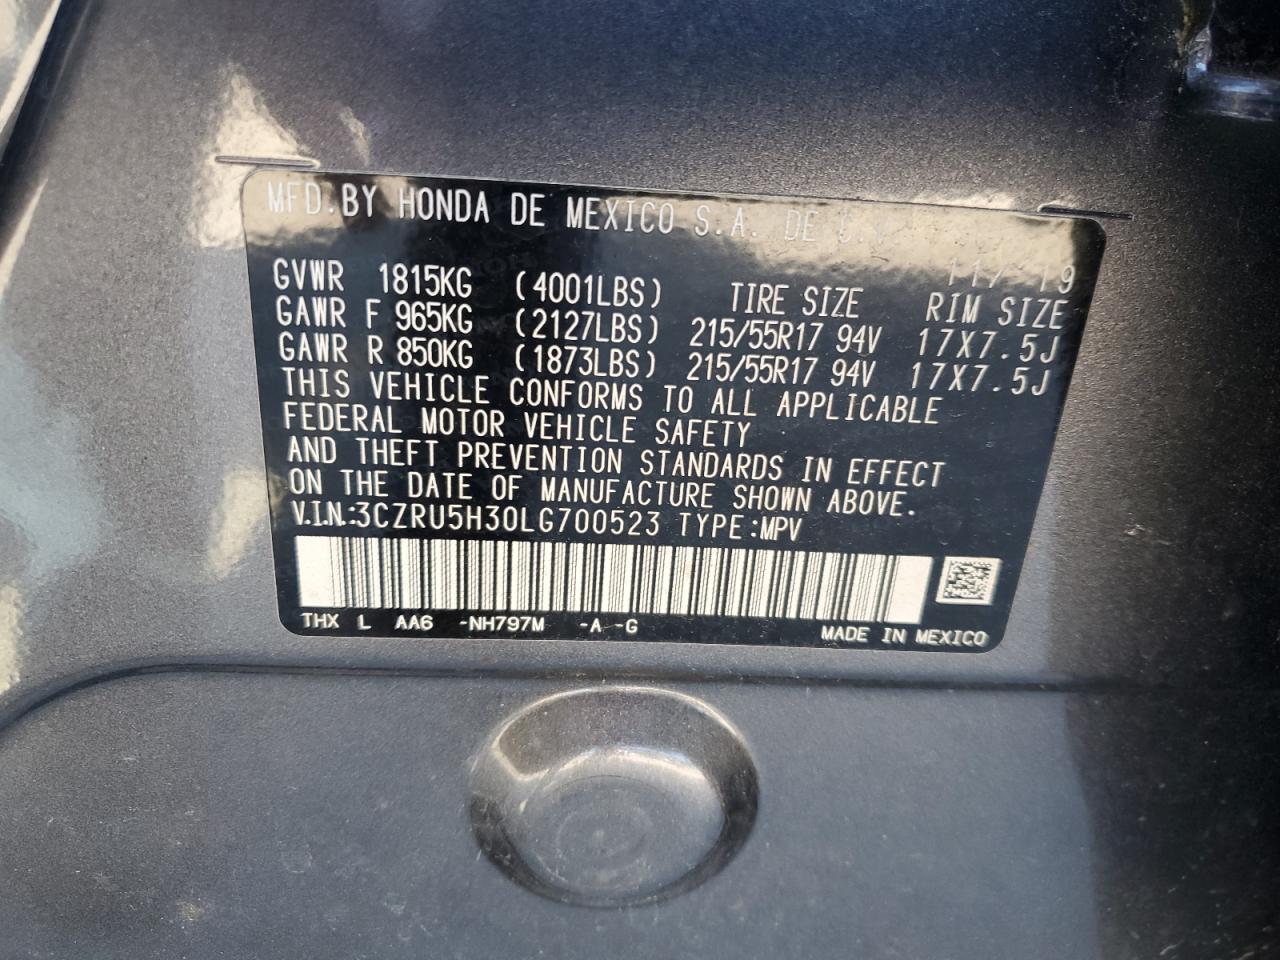 MFD.BY HONDA DE MEXICO S.A. DE C.V.
11/19
GVWR 1815KG (4001LBS) TIRE SIZE RIM SIZE
GAWR F 965KG (2127LBS) 215/55R17 94V 17X7.5J
GAWR R 850KG (1873LBS) 215/55R17 94V 17X7.5J
THIS VEHICLE CONFORMS TO ALL APPLICABLE
FEDERAL MOTOR VEHICLE SAFETY
AND THEFT PREVENTION STANDARDS IN EFFECT
ON THE DATE OF MANUFACTURE SHOWN ABOVE.
V.I.N.:3CZRU5H30LG700523 TYPE:MPV
THX L AA6 -NH797M -A -G
MADE IN MEXICO